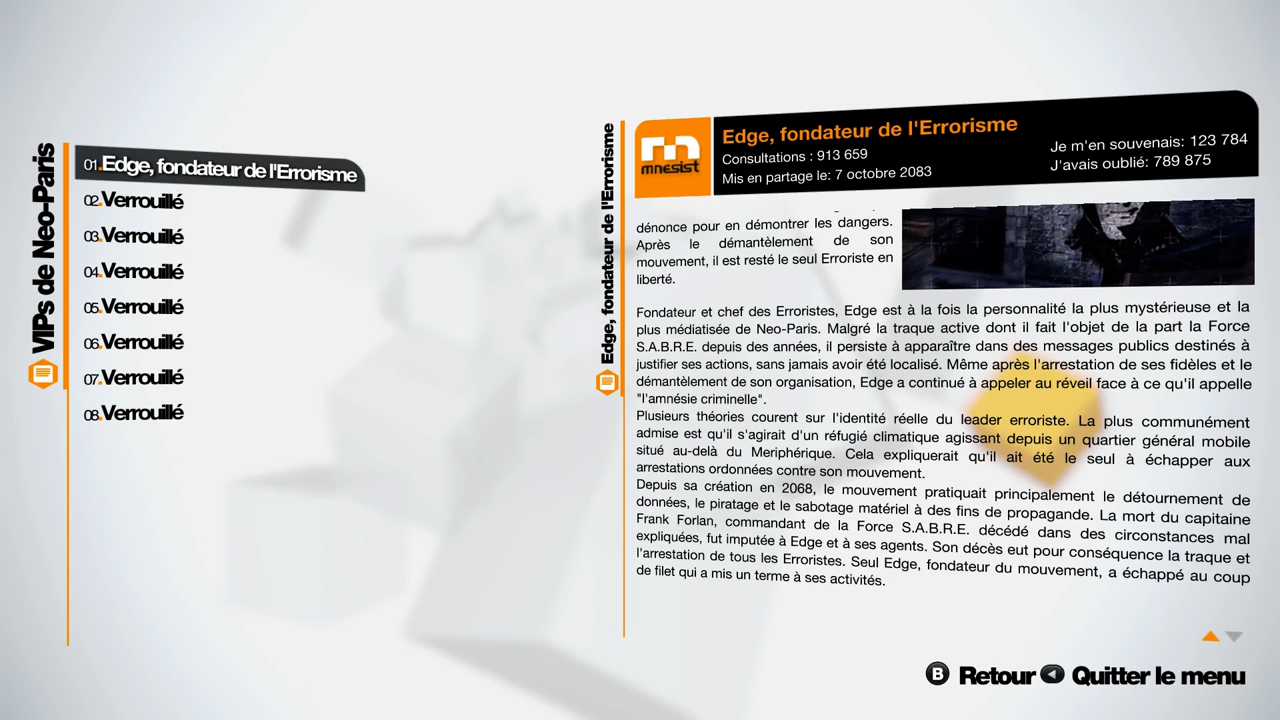 VIPs de Neo-Paris
01.Edge, fondateur de l'Errorisme
02.Verrouillé
03.Verrouillé
04.Verrouillé
05.Verrouillé
06.Verrouillé
07.Verrouillé
08.Verrouillé
Edge, fondateur de l'Errorisme
mnesist
Edge, fondateur de l'Errorisme
Consultations : 913 659
Mis en partage le: 7 octobre 2083
Je m'en souvenais: 123 784
J'avais oublié: 789 875
dénonce pour en démontrer les dangers.
Après le démantèlement de son
mouvement, il est resté le seul Erroriste en
liberté.
Fondateur et chef des Erroristes, Edge est à la fois la personnalité la plus mystérieuse et la
plus médiatisée de Neo-Paris. Malgré la traque active dont il fait l'objet de la part la Force
S.A.B.R.E. depuis des années, il persiste à apparaître dans des messages publics destinés à
justifier ses actions, sans jamais avoir été localisé. Même après l'arrestation de ses fidèles et le
démantèlement de son organisation, Edge a continué à appeler au réveil face à ce qu'il appelle
"l'amnésie criminelle".
Plusieurs théories courent sur l'identité réelle du leader erroriste. La plus communément
admise est qu'il s'agirait d'un réfugié climatique agissant depuis un quartier général mobile
situé au-delà du Meriphérique. Cela expliquerait qu'il ait été le seul à échapper aux
arrestations ordonnées contre son mouvement.
Depuis sa création en 2068, le mouvement pratiquait principalement le détournement de
données, le piratage et le sabotage matériel à des fins de propagande. La mort du capitaine
Frank Forlan, commandant de la Force S.A.B.R.E. décédé dans des circonstances mal
expliquées, fut imputée à Edge et à ses agents. Son décès eut pour conséquence la traque et
l'arrestation de tous les Erroristes. Seul Edge, fondateur du mouvement, a échappé au coup
de filet qui a mis un terme à ses activités.
B Retour Quitter le menu